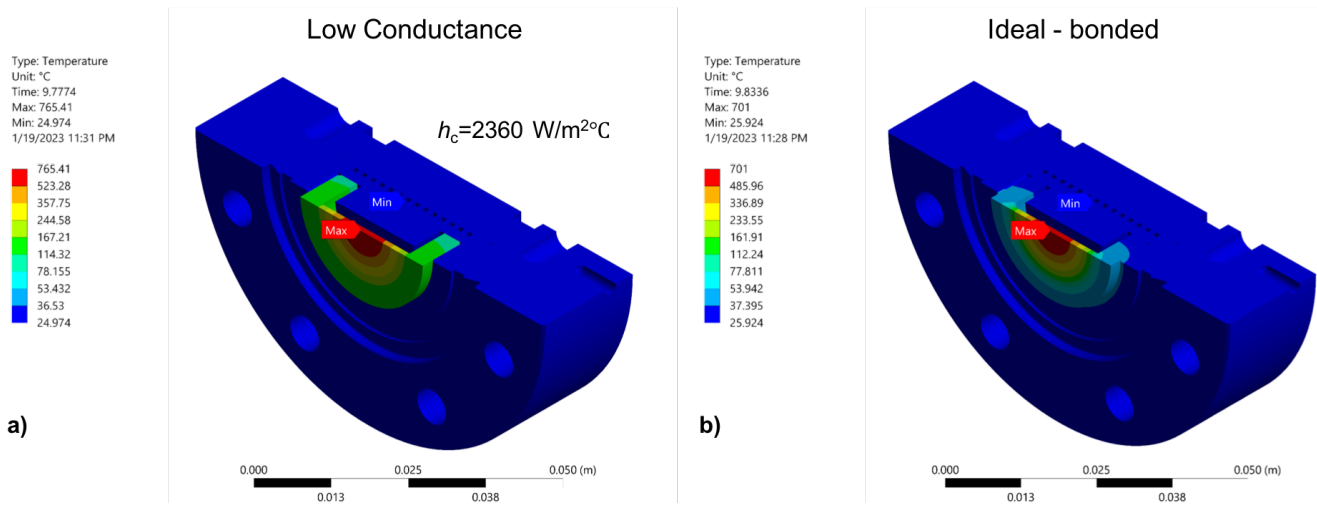 Low Conductance
Type: Temperature
Unit: °C
Time: 9.7774
Max: 765.41
Min: 24.974
1/19/2023 11:31 PM
hc=2360 W/m²°C
765.41
523.28
357.75
244.58
167.21
114.32
78.155
53.432
36.53
24.974
Min
Max
a)
0.000
0.025
0.050 (m)
0.013
0.038
Ideal - bonded
Type: Temperature
Unit: °C
Time: 9.8336
Max: 701
Min: 25.924
1/19/2023 11:28 PM
701
485.96
336.89
233.55
161.91
112.24
77.811
53.942
37.395
25.924
Min
Max
b)
0.000
0.025
0.050 (m)
0.013
0.038